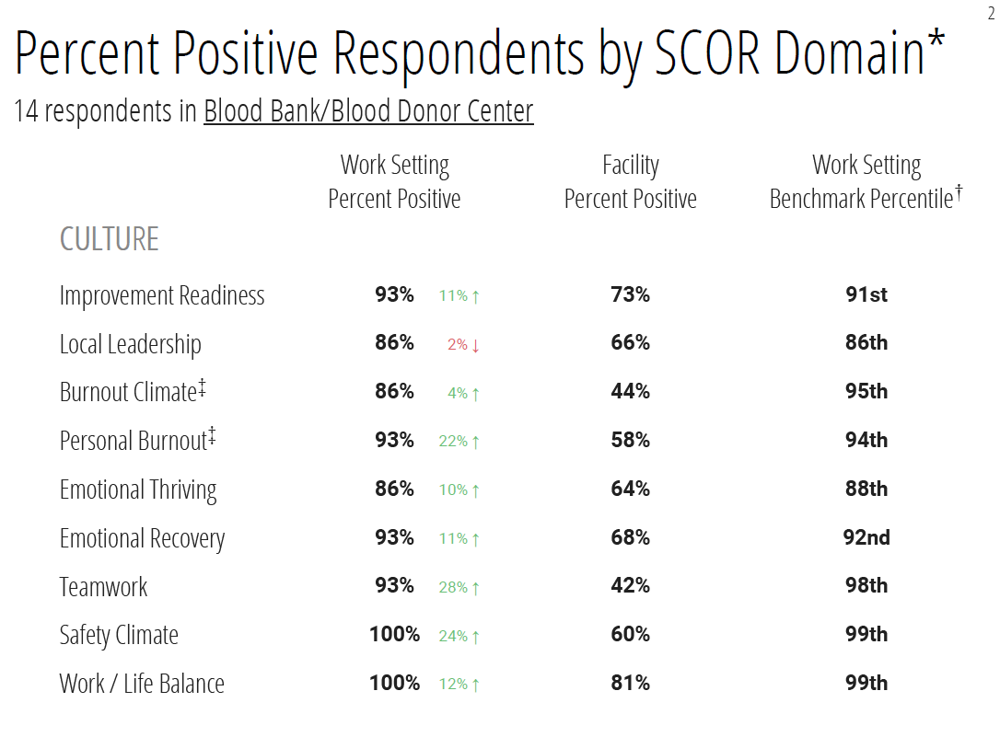 2
Percent Positive Respondents by SCOR Domain*
14 respondents in Blood Bank/Blood Donor Center
Work Setting Percent Positive Facility Percent Positive Work Setting Benchmark Percentile†
CULTURE
Improvement Readiness 93% 11% ↑ 73% 91st
Local Leadership 86% 2% ↓ 66% 86th
Burnout Climate‡ 86% 4% ↑ 44% 95th
Personal Burnout‡ 93% 22% ↑ 58% 94th
Emotional Thriving 86% 10% ↑ 64% 88th
Emotional Recovery 93% 11% ↑ 68% 92nd
Teamwork 93% 28% ↑ 42% 98th
Safety Climate 100% 24% ↑ 60% 99th
Work / Life Balance 100% 12% ↑ 81% 99th